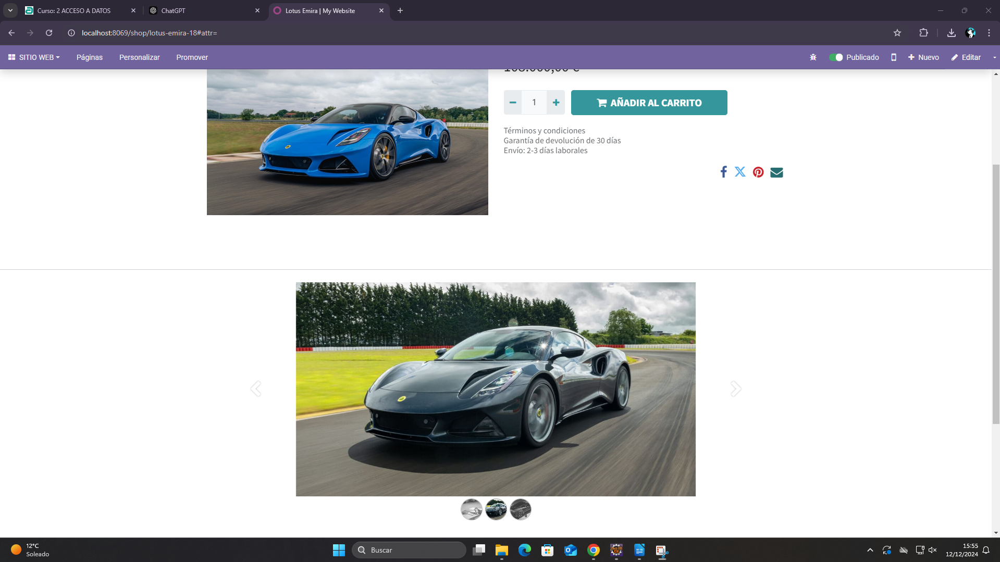 Curso: 2 ACCESO A DATOS
ChatGPT
Lotus Emira | My Website
localhost:8069/shop/lotus-emira-18#attr=
SITIO WEB Páginas Personalizar Promover Publicado Nuevo Editar
1 AÑADIR AL CARRITO
Términos y condiciones
Garantía de devolución de 30 días
Envío: 2-3 días laborales
12°C
Soleado
Buscar
15:55
12/12/2024